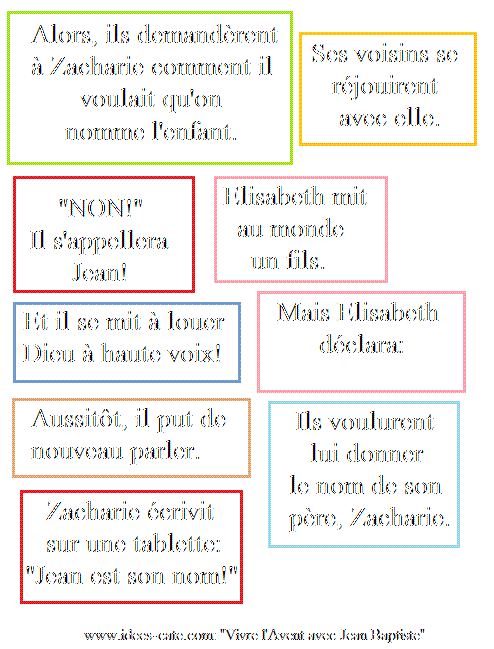 Alors, ils demandèrent
à Zacharie comment il
voulait qu'on
nomme l'enfant.
Ses voisins se
réjouirent
avec elle.
"NON!"
Il s'appellera
Jean!
Elisabeth mit
au monde
un fils.
Et il se mit à louer
Dieu à haute voix!
Mais Elisabeth
déclara:
Aussitôt, il put de
nouveau parler.
Ils voulurent
lui donner
le nom de son
père, Zacharie.
Zacharie écrivit
sur une tablette:
"Jean est son nom!"
www.idees-cate.com: "Vivre l'Avent avec Jean Baptiste"